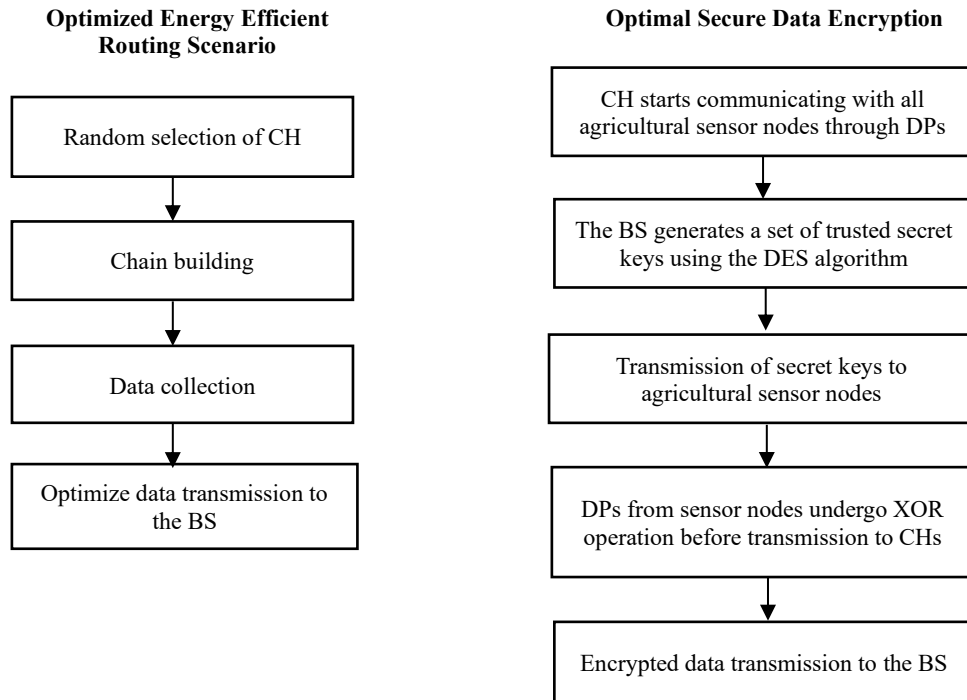 Optimized Energy Efficient
Routing Scenario
Random selection of CH
Chain building
Data collection
Optimize data transmission to
the BS
Optimal Secure Data Encryption
CH starts communicating with all
agricultural sensor nodes through DPs
The BS generates a set of trusted secret
keys using the DES algorithm
Transmission of secret keys to
agricultural sensor nodes
DPs from sensor nodes undergo XOR
operation before transmission to CHs
Encrypted data transmission to the BS